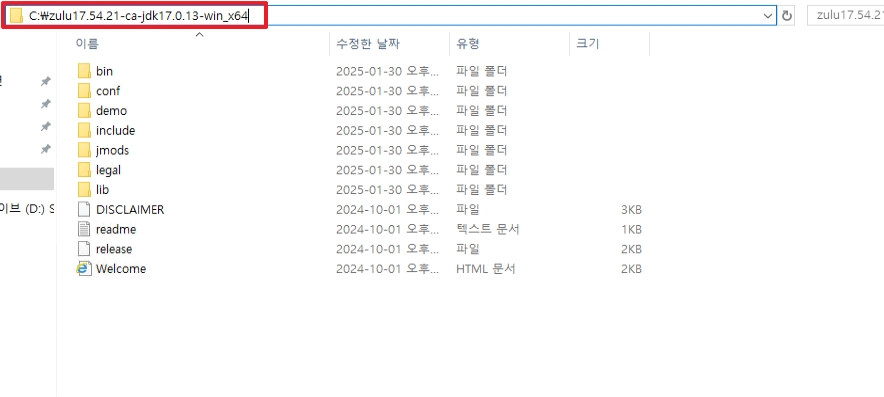 C:\zulu17.54.21-ca-jdk17.0.13-win_x64
zulu17.54.21
이름 수정한 날짜 유형 크기
bin 2025-01-30 오후... 파일 폴더
conf 2025-01-30 오후... 파일 폴더
demo 2025-01-30 오후... 파일 폴더
include 2025-01-30 오후... 파일 폴더
jmods 2025-01-30 오후... 파일 폴더
legal 2025-01-30 오후... 파일 폴더
lib 2025-01-30 오후... 파일 폴더
이브 (D:) S
DISCLAIMER 2024-10-01 오후... 파일 3KB
readme 2024-10-01 오후... 텍스트 문서 1KB
release 2024-10-01 오후... 파일 2KB
Welcome 2024-10-01 오후... HTML 문서 2KB